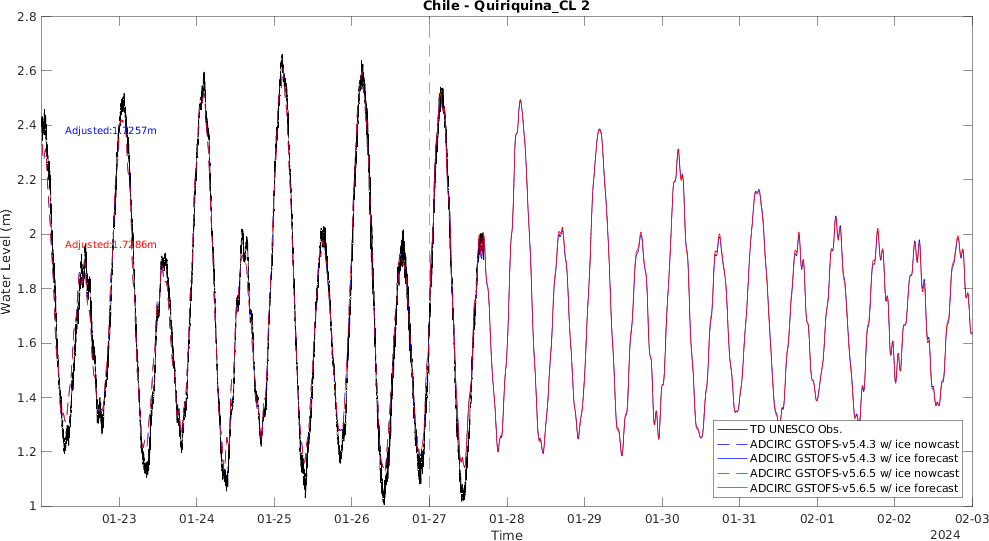 Chile - Quiriquina_CL 2
Water Level (m)
2.8
2.6
2.4
2.2
2
1.8
1.6
1.4
1.2
1
Adjusted:1.7257m
Adjusted:1.7286m
TD UNESCO Obs.
ADCIRC GSTOFS-v5.4.3 w/ ice nowcast
ADCIRC GSTOFS-v5.4.3 w/ ice forecast
ADCIRC GSTOFS-v5.6.5 w/ ice nowcast
ADCIRC GSTOFS-v5.6.5 w/ ice forecast
01-23 01-24 01-25 01-26 01-27 01-28 01-29 01-30 01-31 02-01 02-02 02-03
Time
2024